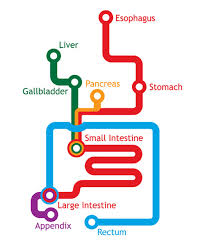 Esophagus
Liver
Gallbladder
Pancreas
Stomach
Small Intestine
Large Intestine
Appendix
Rectum